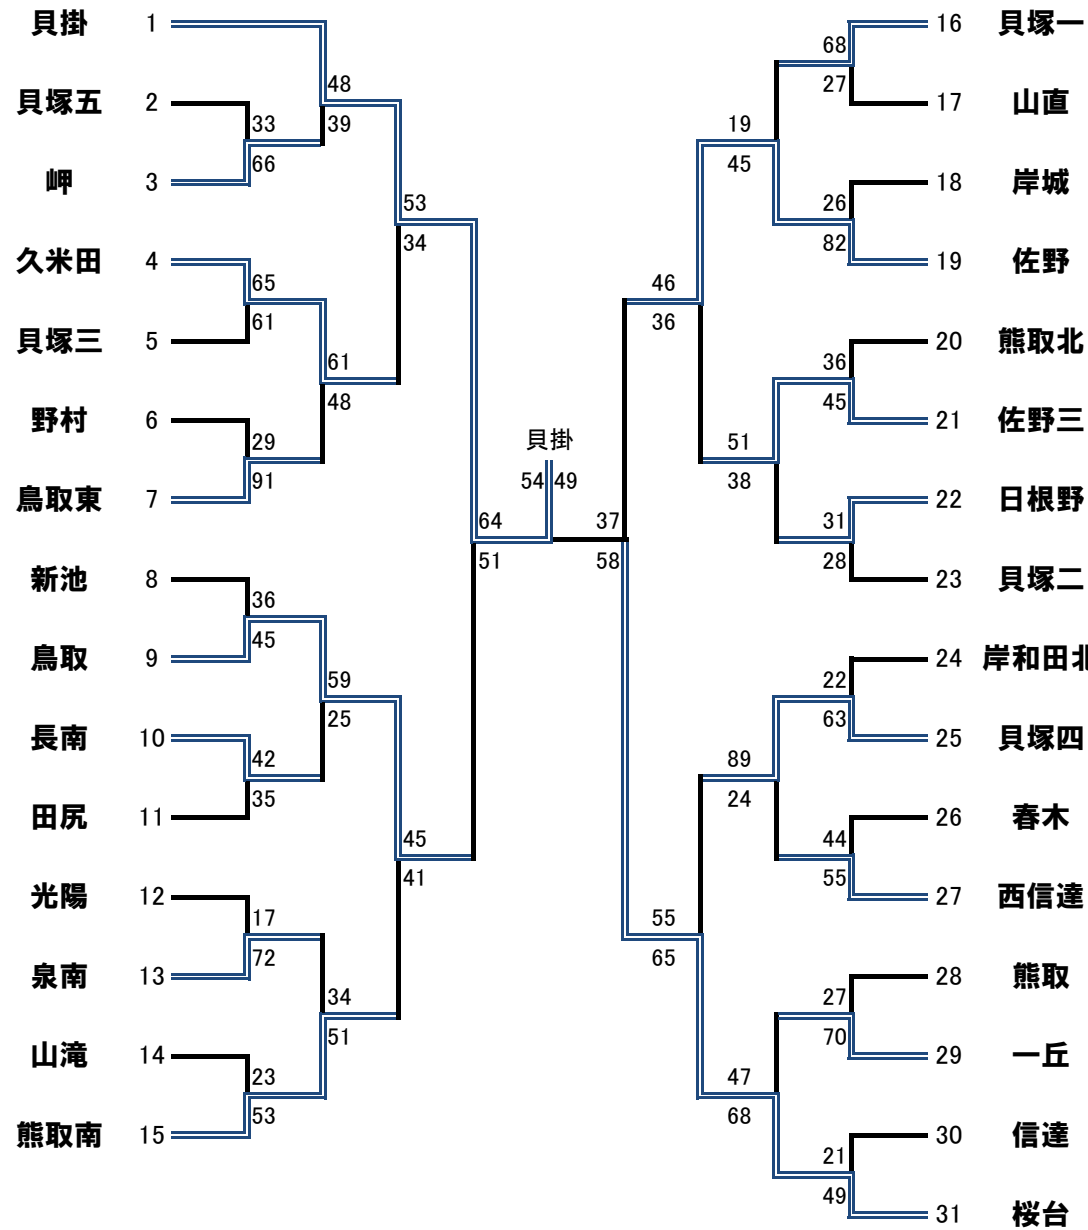 貝掛 1
貝塚五 2
岬 3
久米田 4
貝塚三 5
野村 6
鳥取東 7
新池 8
鳥取 9
長南 10
田尻 11
光陽 12
泉南 13
山滝 14
熊取南 15
33
66
65
61
29
91
36
45
42
35
17
72
23
53
48
39
61
48
59
25
34
51
53
34
45
41
64
51
貝掛
54 49
37
58
46
36
55
65
19
45
51
38
89
24
47
68
68
27
26
82
36
45
31
28
22
63
44
55
27
70
21
49
16 貝塚一
17 山直
18 岸城
19 佐野
20 熊取北
21 佐野三
22 日根野
23 貝塚二
24 岸和田北
25 貝塚四
26 春木
27 西信達
28 熊取
29 一丘
30 信達
31 桜台